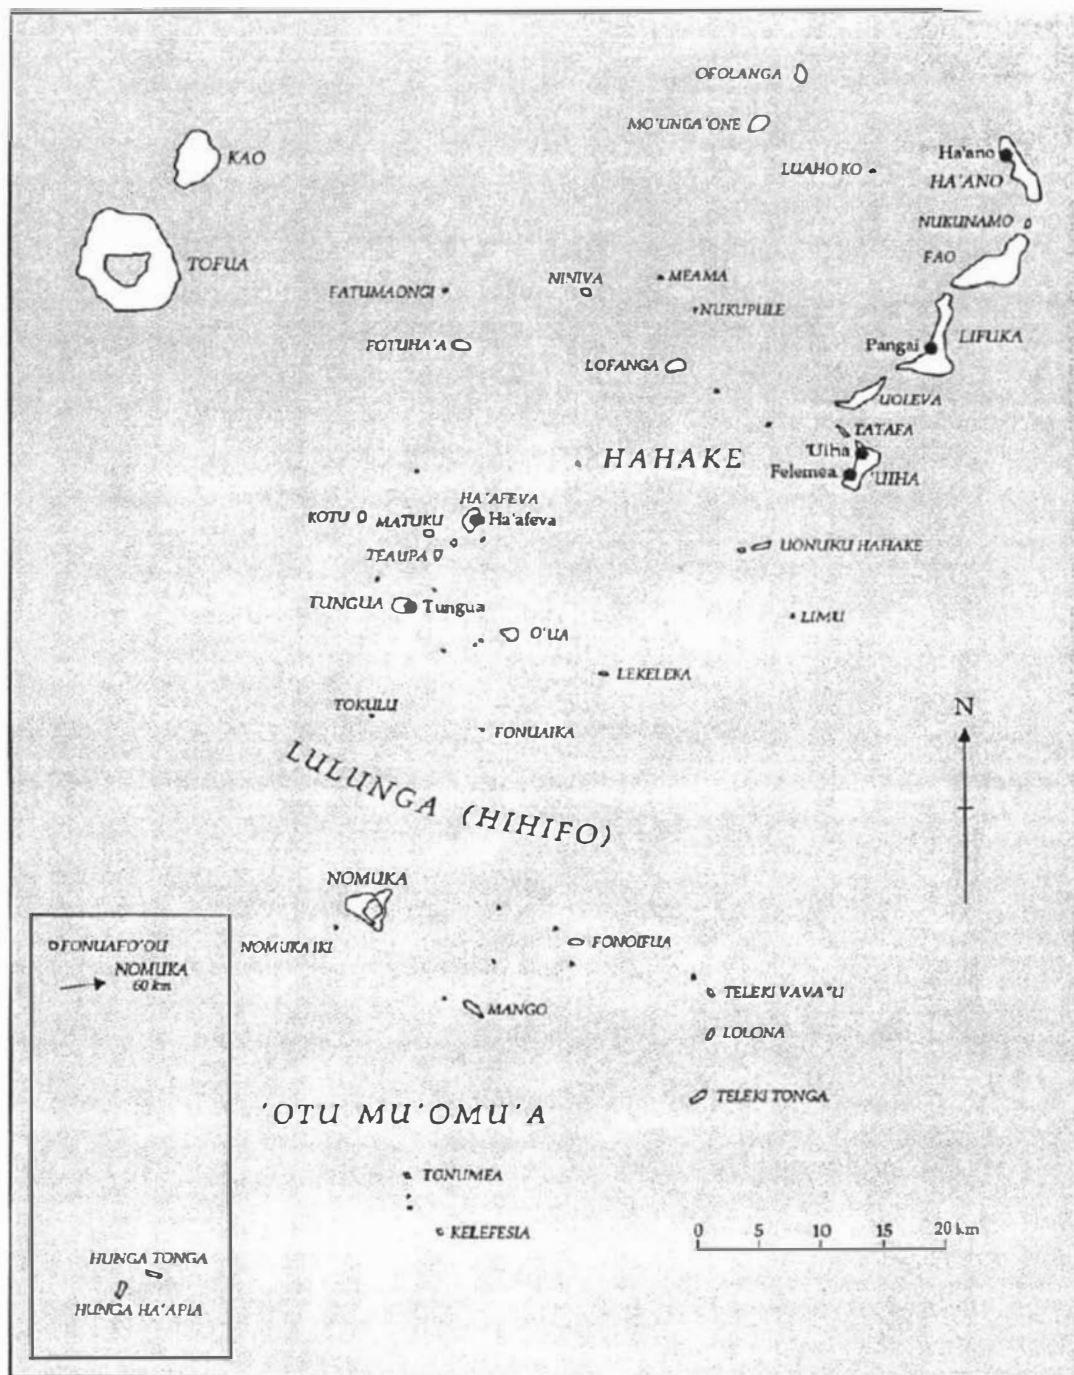 OFOLANGA
MO'UNGA'ONE
KAO
Ha'ano
LUAHOKO
HA'ANO
NUKUNAMO
FAO
TOFUA
NINIVA
MEAMA
FATUMAONGI
NUKUPULE
LIFUKA
FOTUHA'A
Pangai
LOFANGA
UOLEVA
TATAFA
'Uiha
HAHAKE
Felemea
'UIHA
HA'AFEVA
KOTU
MATUKU
Ha'afeva
UONUKU HAHAKE
TEAUPA
TUNGUA
Tungua
LIMU
O'UA
LEKELEKA
TOKULU
N
FONUAIKA
LULUNGA (HIHIFO)
NOMUKA
FONUAFO'OU
NOMUKA IKI
FONOIFUA
NOMUKA
60 km
TELEKI VAVA'U
MANGO
LOLONA
TELEKI TONGA
'OTU MU'OMU'A
TONUMEA
KELEFESIA
0 5 10 15 20 km
HUNGA TONGA
HUNGA HA'APIA